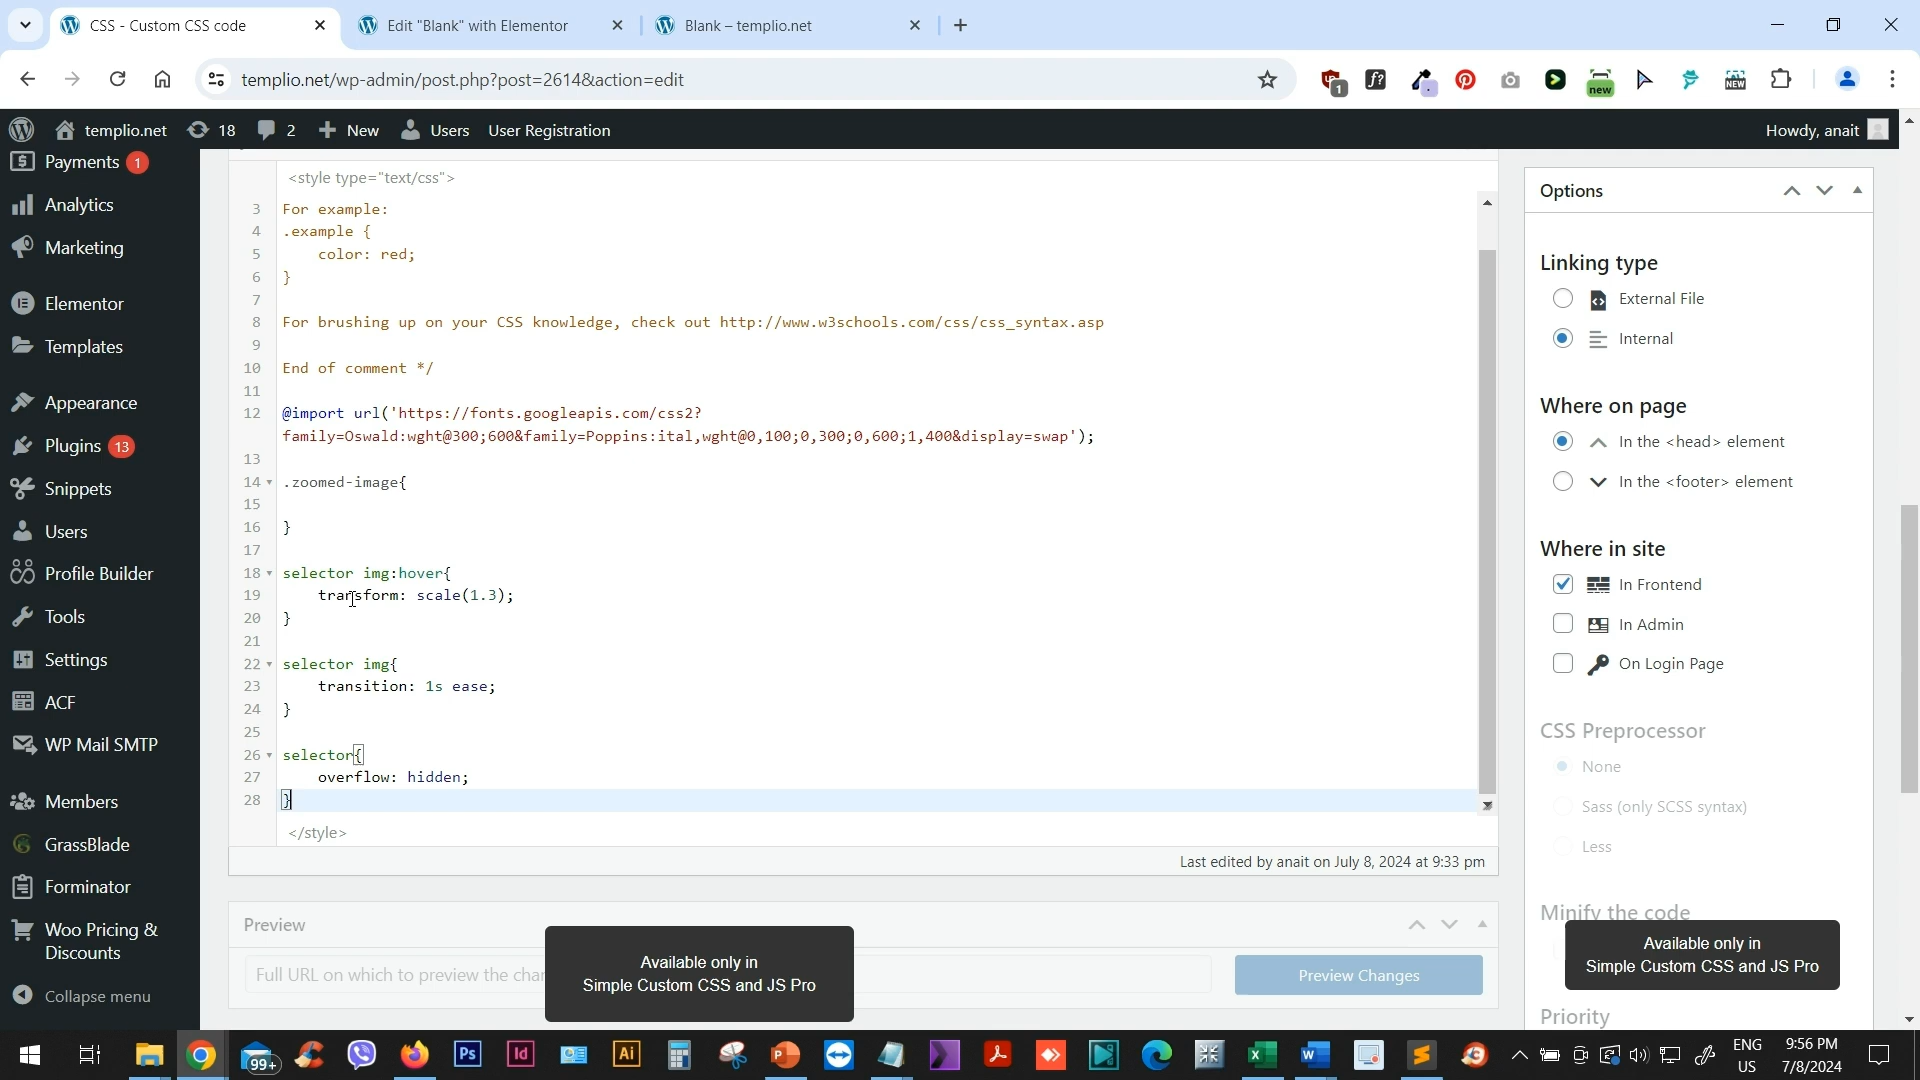 CSS - Custom CSS code
Edit "Blank" with Elementor
Blank – templio.net
templio.net/wp-admin/post.php?post=2614&action=edit
1
f?
new
NEW
templio.net
18
2
New
Users
User Registration
Howdy, anait
Payments 1
Analytics
Marketing
Elementor
Templates
Appearance
Plugins 13
Snippets
Users
Profile Builder
Tools
Settings
ACF
WP Mail SMTP
Members
GrassBlade
Forminator
Woo Pricing &
Discounts
Collapse menu
<style type="text/css">
3 For example:
4 .example {
5 color: red;
6 }
7
8 For brushing up on your CSS knowledge, check out http://www.w3schools.com/css/css_syntax.asp
9
10 End of comment */
11
12 @import url('https://fonts.googleapis.com/css2?
family=Oswald:wght@300;600&family=Poppins:ital,wght@0,100;0,300;0,600;1,400&display=swap');
13
14 .zoomed-image{
15
16 }
17
18 selector img:hover{
19 transform: scale(1.3);
20 }
21
22 selector img{
23 transition: 1s ease;
24 }
25
26 selector{
27 overflow: hidden;
28 }
</style>
Last edited by anait on July 8, 2024 at 9:33 pm
Preview
Full URL on which to preview the
Available only in
Simple Custom CSS and JS Pro
Preview Changes
Options
Linking type
External File
Internal
Where on page
In the <head> element
In the <footer> element
Where in site
In Frontend
In Admin
On Login Page
CSS Preprocessor
None
Sass (only SCSS syntax)
Less
Minify the code
Available only in
Simple Custom CSS and JS Pro
Priority
99+
Ps
Id
Ai
ENG
US
9:56 PM
7/8/2024